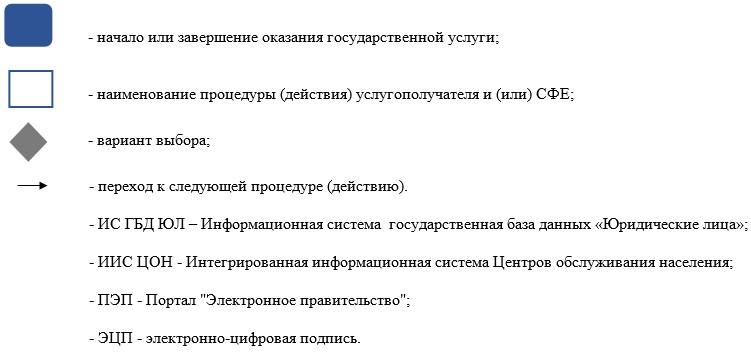 - начало или завершение оказания государственной услуги;
- наименование процедуры (действия) услугополучателя и (или) СФЕ;
- вариант выбора;
- переход к следующей процедуре (действию).
- ИС ГБД ЮЛ – Информационная система государственная база данных «Юридические лица»;
- ИИС ЦОН - Интегрированная информационная система Центров обслуживания населения;
- ПЭП - Портал "Электронное правительство";
- ЭЦП - электронно-цифровая подпись.